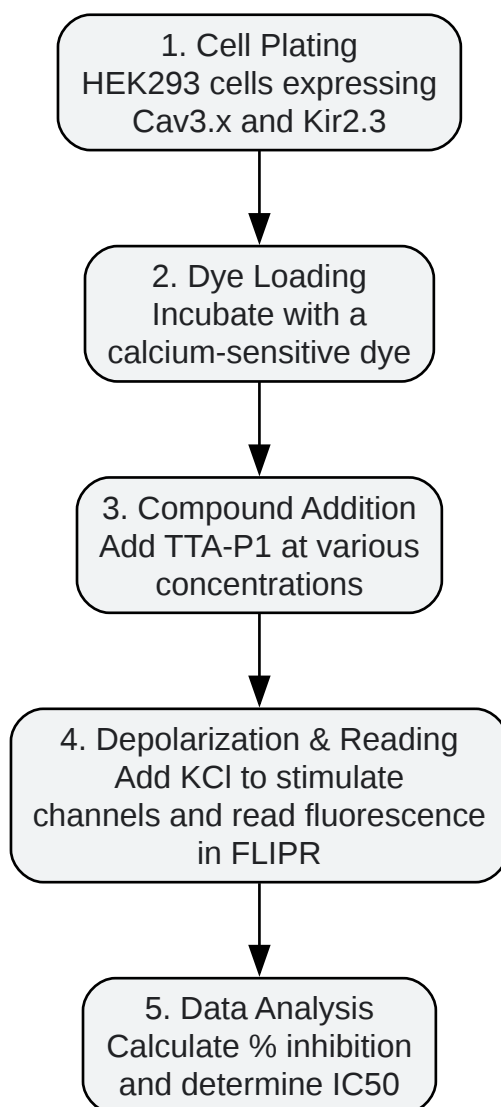 1. Cell Plating
HEK293 cells expressing
Cav3.x and Kir2.3
2. Dye Loading
Incubate with a
calcium-sensitive dye
3. Compound Addition
Add TTA-P1 at various
concentrations
4. Depolarization & Reading
Add KCl to stimulate
channels and read fluorescence
in FLIPR
5. Data Analysis
Calculate % inhibition
and determine IC50